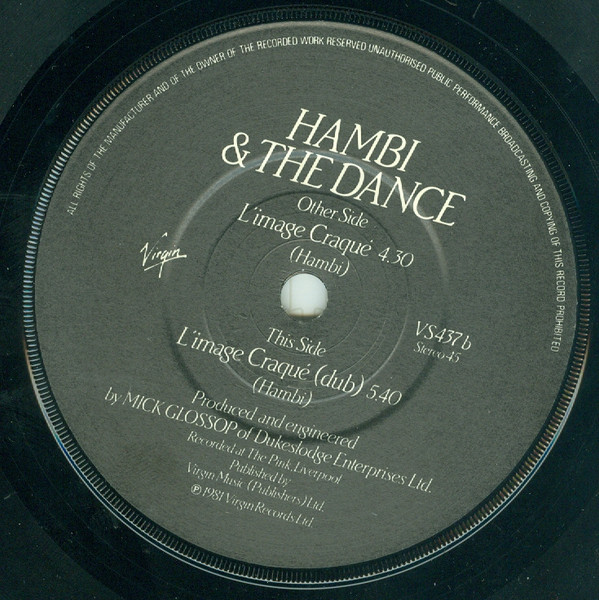 ALL RIGHTS OF THE MANUFACTURER AND OF THE OWNER OF THE RECORDED WORK RESERVED UNAUTHORISED PUBLIC PERFORMANCE BROADCASTING AND COPYING OF THIS RECORD PROHIBITED
HAMBI
& THE DANCE
Other Side
L'image Craqué 4.30
(Hambi)
Virgin
VS437b
Stereo 45
This Side
L'image Craqué (dub) 5.40
(Hambi)
Produced and engineered
by MICK GLOSSOP of Dukeslodge Enterprises Ltd.
Recorded at The Pink, Liverpool
Published by
Virgin Music (Publishers) Ltd.
℗ 1981 Virgin Records Ltd.